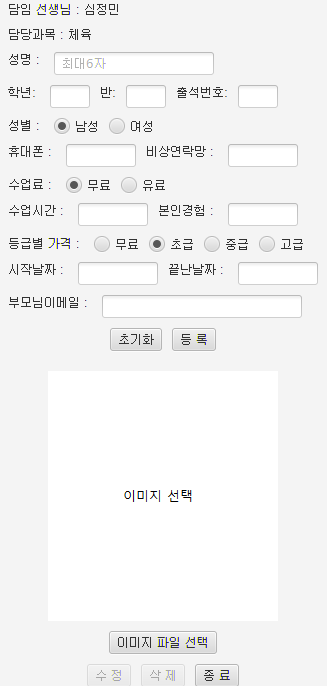 담임 선생님 : 심정민
담당과목 : 체육
성명 : 최대6자
학년: 반: 출석번호:
성별 : 남성 여성
휴대폰 : 비상연락망 :
수업료 : 무료 유료
수업시간 : 본인경험 :
등급별 가격 : 무료 초급 중급 고급
시작날짜 : 끝난날짜 :
부모님이메일 :
초기화 등 록
이미지 선택
이미지 파일 선택
수 정 삭 제 종 료